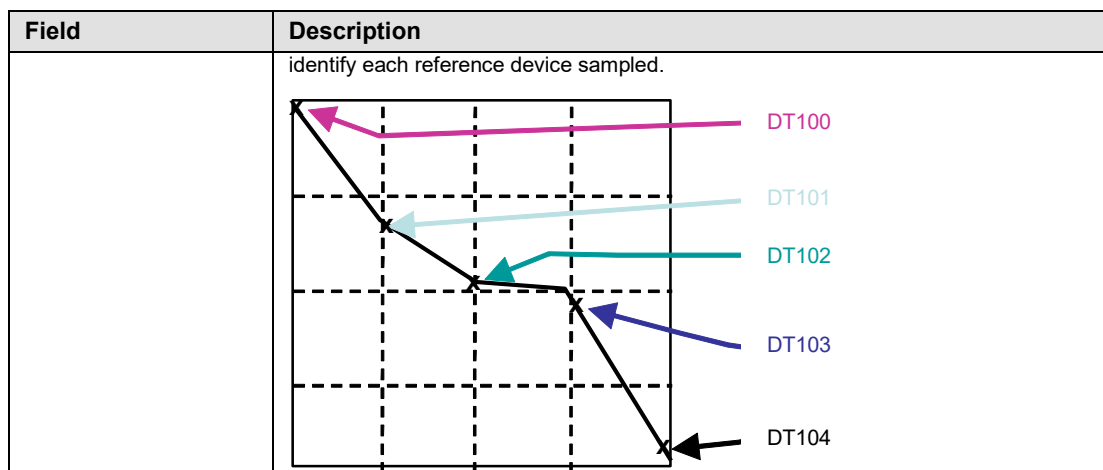 Field Description
identify each reference device sampled.
x
DT100
DT101
x
DT102
x
x
DT103
DT104
x